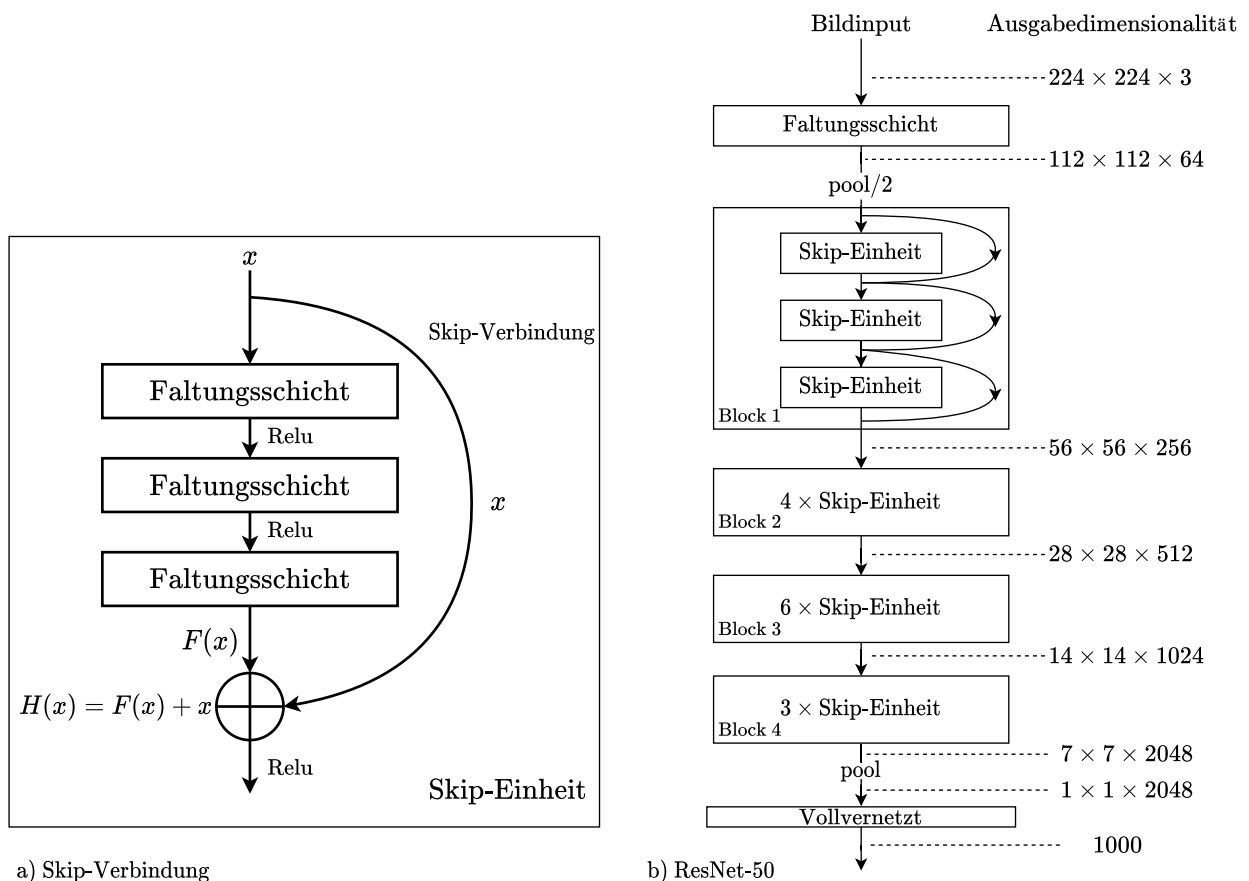 x
Skip-Verbindung
Faltungsschicht
Relu
Faltungsschicht
x
Relu
Faltungsschicht
F(x)
H(x) = F(x) + x
Relu
Skip-Einheit
a) Skip-Verbindung
Bildinput
Ausgabedimensionalität
224 × 224 × 3
Faltungsschicht
112 × 112 × 64
pool/2
Skip-Einheit
Skip-Einheit
Skip-Einheit
Block 1
56 × 56 × 256
4 × Skip-Einheit
Block 2
28 × 28 × 512
6 × Skip-Einheit
Block 3
14 × 14 × 1024
3 × Skip-Einheit
Block 4
7 × 7 × 2048
pool
1 × 1 × 2048
Vollvernetzt
1000
b) ResNet-50